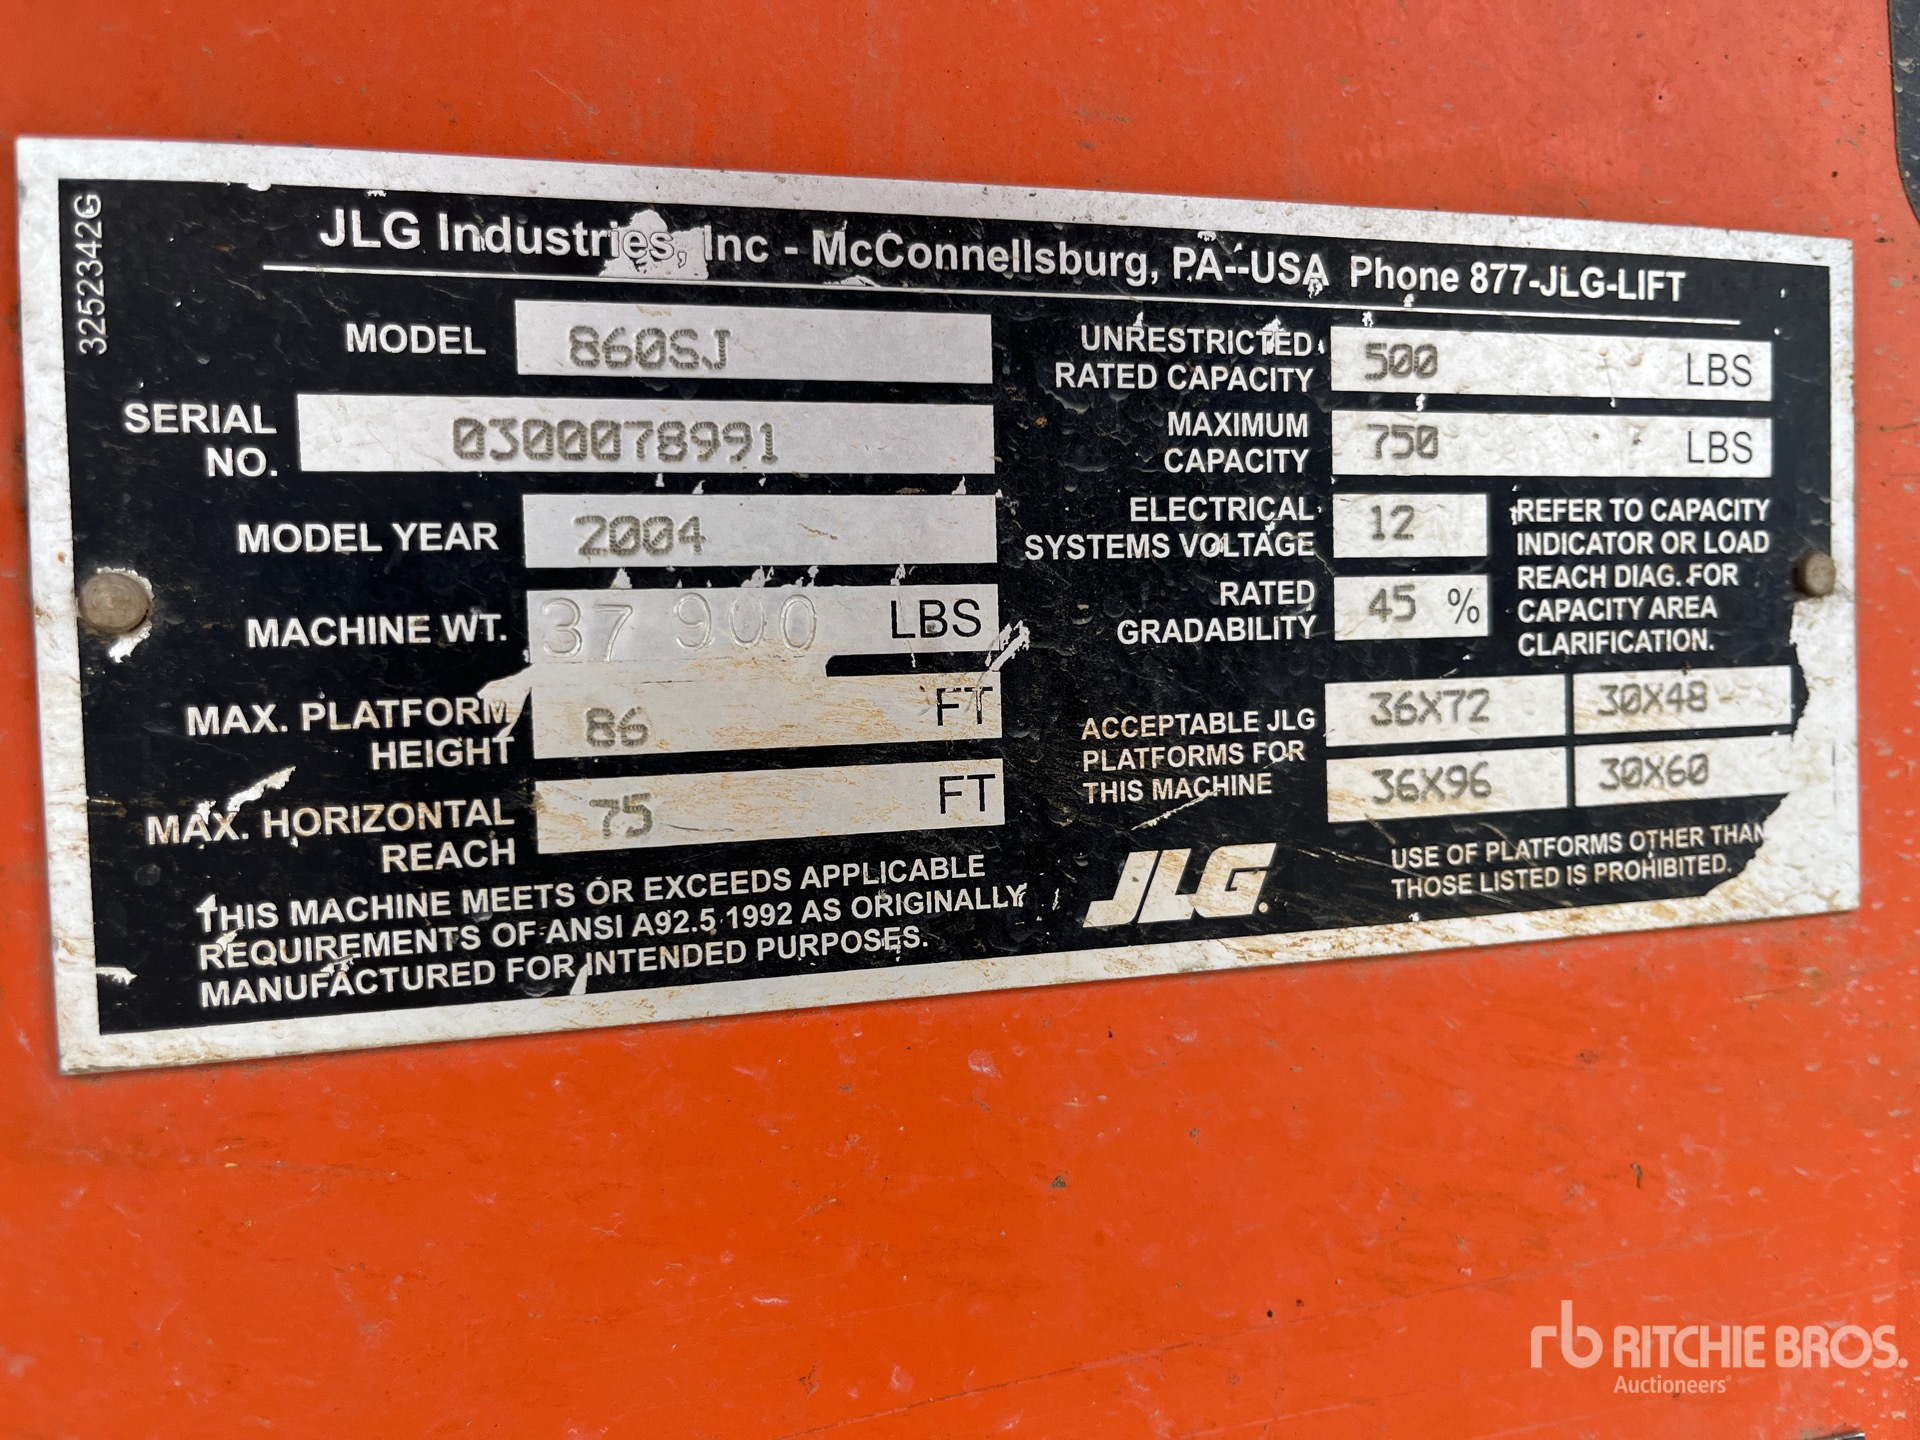 3252342G
JLG Industries, Inc - McConnellsburg, PA--USA Phone 877-JLG-LIFT
MODEL 860SJ
SERIAL NO. 0300078991
MODEL YEAR 2004
MACHINE WT. 37 900 LBS
MAX. PLATFORM HEIGHT 86 FT
MAX. HORIZONTAL REACH 75 FT
THIS MACHINE MEETS OR EXCEEDS APPLICABLE
REQUIREMENTS OF ANSI A92.5 1992 AS ORIGINALLY
MANUFACTURED FOR INTENDED PURPOSES.
UNRESTRICTED RATED CAPACITY 500 LBS
MAXIMUM CAPACITY 750 LBS
ELECTRICAL SYSTEMS VOLTAGE 12
RATED GRADABILITY 45 %
REFER TO CAPACITY
INDICATOR OR LOAD
REACH DIAG. FOR
CAPACITY AREA
CLARIFICATION.
ACCEPTABLE JLG
PLATFORMS FOR
THIS MACHINE
36X72 30X48
36X96 30X60
JLG.
USE OF PLATFORMS OTHER THAN
THOSE LISTED IS PROHIBITED.
rb RITCHIE BROS.
Auctioneers